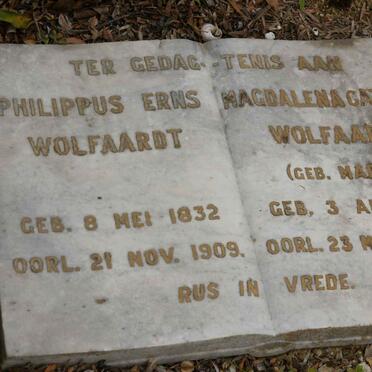 TER GEDAG-TENIS AAN
PHILIPPUS ERNS MAGDALENA
WOLFAARDT
(GEB.
GEB. 8 MEI 1832 GEB, 3
OORL. 21 NOV. 1909. OORL. 23
RUS IN VREDE.